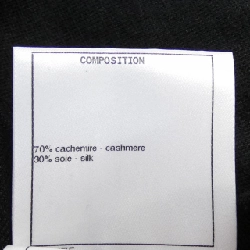 COMPOSITION
70% cachemire - cashmere
30% soie - silk